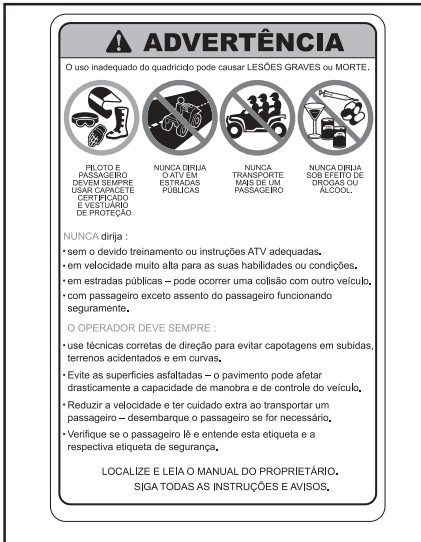 ADVERTÊNCIA
O uso inadequado do quadriciclo pode causar LESÕES GRAVES ou MORTE.
PILOTO E
PASSAGEIRO
DEVEM SEMPRE
USAR CAPACETE
CERTIFICADO
E VESTUÁRIO
DE PROTEÇÃO
NUNCA DIRIJA
O ATV EM
ESTRADAS
PÚBLICAS
NUNCA
TRANSPORTE
MAIS DE UM
PASSAGEIRO
NUNCA DIRIJA
SOB EFEITO DE
DROGAS OU
ÁLCOOL.
NUNCA dirija :
• sem o devido treinamento ou instruções ATV adequadas.
• em velocidade muito alta para as suas habilidades ou condições.
• em estradas públicas – pode ocorrer uma colisão com outro veículo.
• com passageiro exceto assento do passageiro funcionando
seguramente.
O OPERADOR DEVE SEMPRE :
• use técnicas corretas de direção para evitar capotagens em subidas,
terrenos acidentados e em curvas.
• Evite as superficies asfaltadas – o pavimento pode afetar
drasticamente a capacidade de manobra e de controle do veículo.
• Reduzir a velocidade e ter cuidado extra ao transportar um
passageiro – desembarque o passageiro se for necessário.
• Verifique se o passageiro lê e entende esta etiqueta e a
respectiva etiqueta de segurança.
LOCALIZE E LEIA O MANUAL DO PROPRIETÁRIO.
SIGA TODAS AS INSTRUÇÕES E AVISOS.